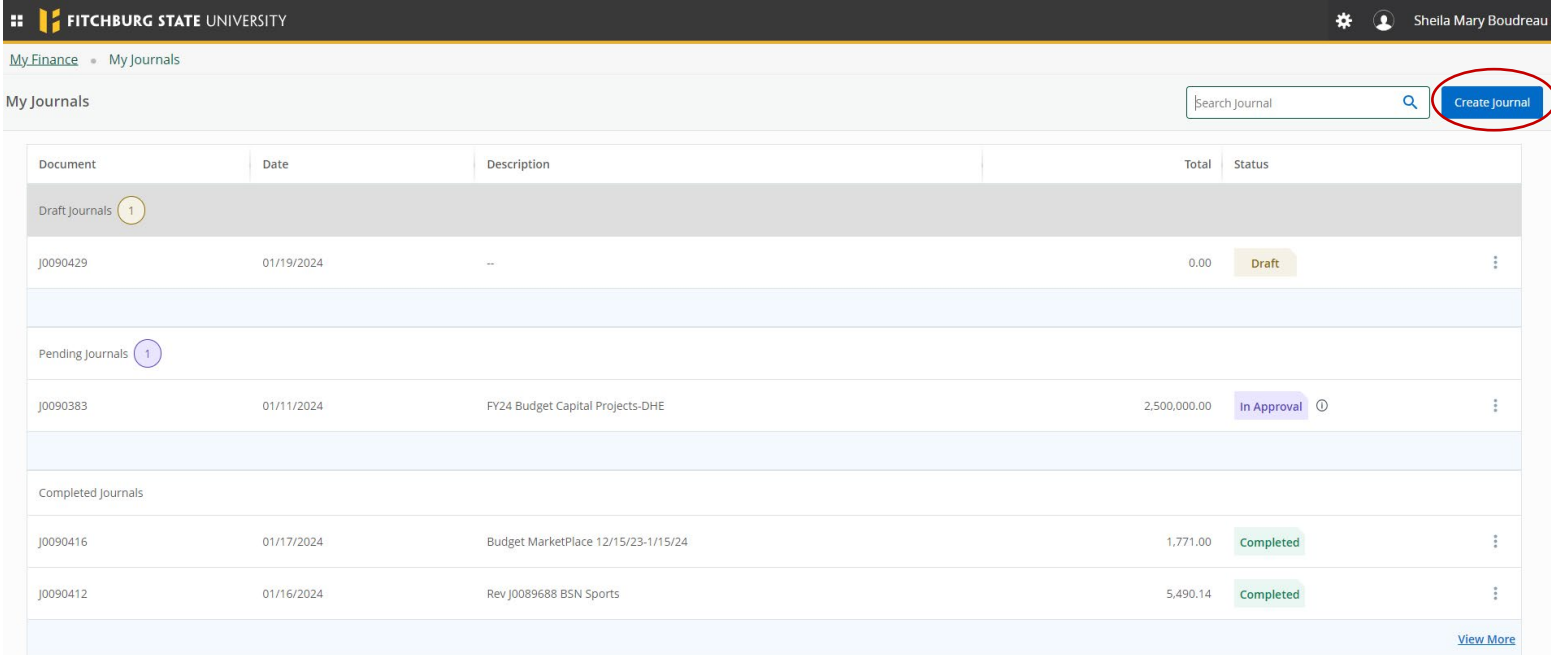 FITCHBURG STATE UNIVERSITY Sheila Mary Boudreau
My Finance • My Journals
My Journals Search Journal Create Journal
Document Date Description Total Status
Draft Journals 1
J0090429 01/19/2024 -- 0.00 Draft
Pending Journals 1
J0090383 01/11/2024 FY24 Budget Capital Projects-DHE 2,500,000.00 In Approval
Completed Journals
J0090416 01/17/2024 Budget MarketPlace 12/15/23-1/15/24 1,771.00 Completed
J0090412 01/16/2024 Rev J0089688 BSN Sports 5,490.14 Completed
View More